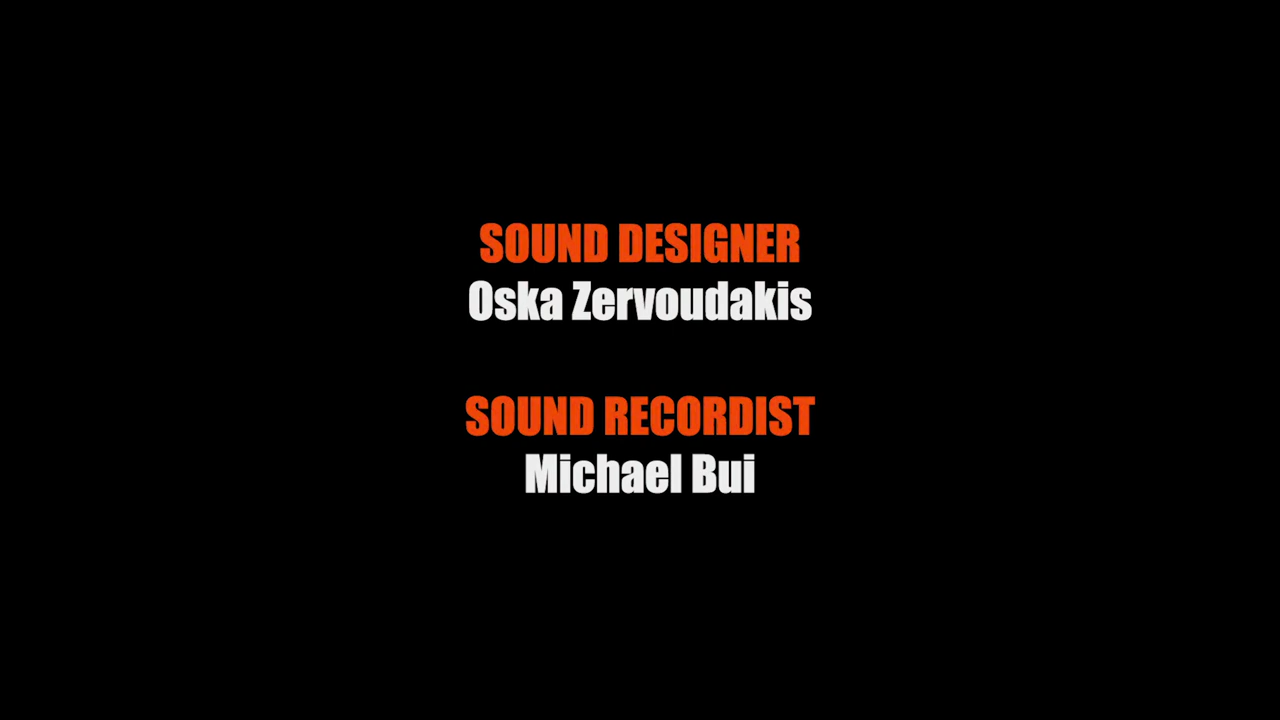 SOUND DESIGNER
Oska Zervoudakis
SOUND RECORDIST
Michael Bui